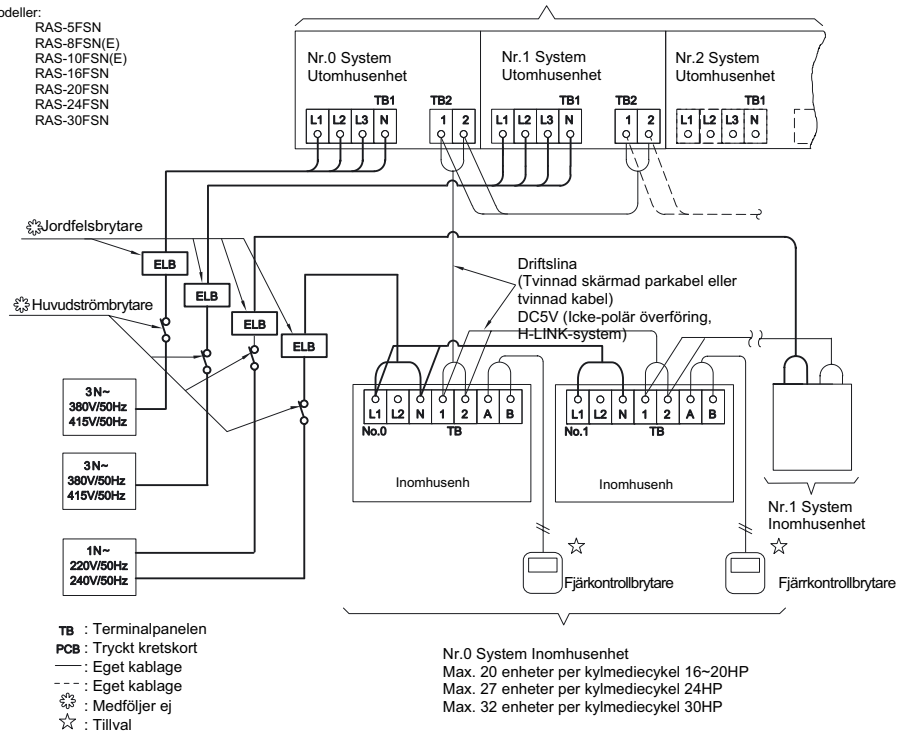 odeller:
RAS-5FSN
RAS-8FSN(E)
RAS-10FSN(E)
RAS-16FSN
RAS-20FSN
RAS-24FSN
RAS-30FSN
Nr.0 System
Utomhusenhet
Nr.1 System
Utomhusenhet
Nr.2 System
Utomhusenhet
TB1 TB2 TB1 TB2 TB1
L1 L2 L3 N 1 2 L1 L2 L3 N 1 2 L1 L2 L3 N
Jordfelsbrytare
ELB
ELB
ELB
ELB
Huvudströmbrytare
Driftslina
(Tvinnad skärmad parkabel eller
tvinnad kabel)
DC5V (Icke-polär överföring,
H-LINK-system)
3N~
380V/50Hz
415V/50Hz
3N~
380V/50Hz
415V/50Hz
1N~
220V/50Hz
240V/50Hz
L1 L2 N 1 2 A B
No.0 TB
Inomhusenh
L1 L2 N 1 2 A B
No.1 TB
Inomhusenh
Nr.1 System
Inomhusenhet
Fjärkontrollbrytare
Fjärrkontrollbrytare
TB : Terminalpanelen
PCB : Tryckt kretskort
: Eget kablage
: Eget kablage
: Medföljer ej
: Tillval
Nr.0 System Inomhusenhet
Max. 20 enheter per kylmediecykel 16~20HP
Max. 27 enheter per kylmediecykel 24HP
Max. 32 enheter per kylmediecykel 30HP